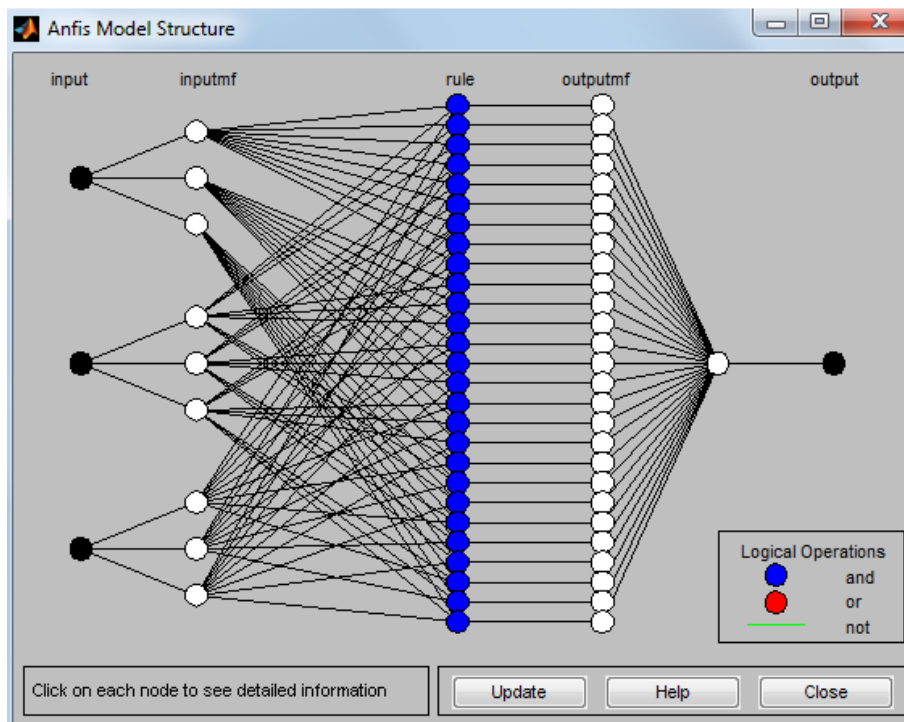 Anfis Model Structure
input inputmf rule outputmf output
Logical Operations
and
or
not
Click on each node to see detailed information
Update Help Close